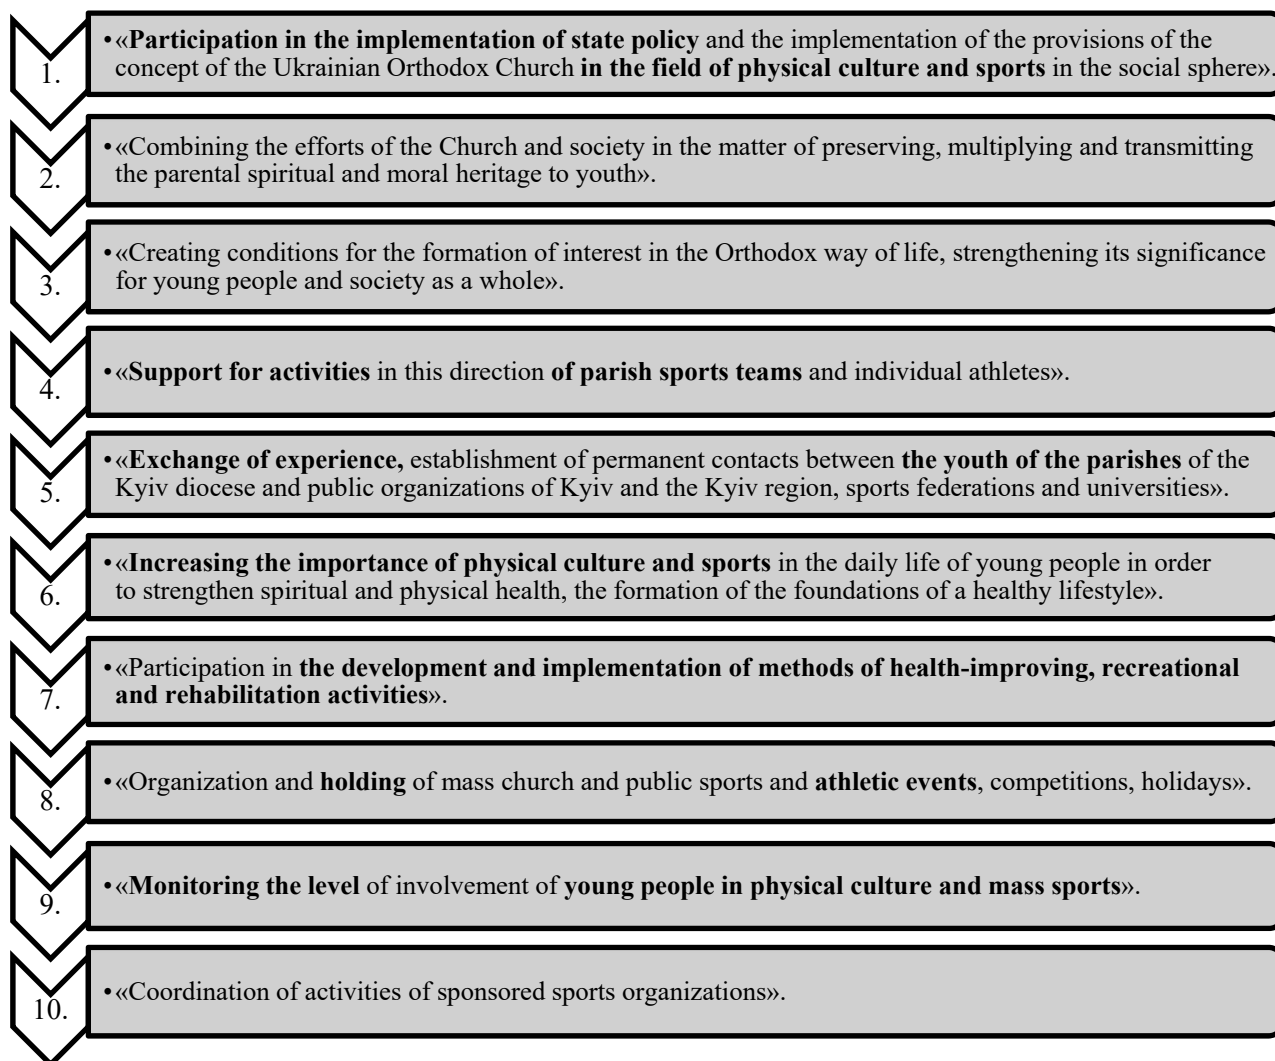 1.
•«Participation in the implementation of state policy and the implementation of the provisions of the
concept of the Ukrainian Orthodox Church in the field of physical culture and sports in the social sphere».
2.
•«Combining the efforts of the Church and society in the matter of preserving, multiplying and transmitting
the parental spiritual and moral heritage to youth».
3.
•«Creating conditions for the formation of interest in the Orthodox way of life, strengthening its significance
for young people and society as a whole».
4.
•«Support for activities in this direction of parish sports teams and individual athletes».
5.
•«Exchange of experience, establishment of permanent contacts between the youth of the parishes of the
Kyiv diocese and public organizations of Kyiv and the Kyiv region, sports federations and universities».
6.
•«Increasing the importance of physical culture and sports in the daily life of young people in order
to strengthen spiritual and physical health, the formation of the foundations of a healthy lifestyle».
7.
•«Participation in the development and implementation of methods of health-improving, recreational
and rehabilitation activities».
8.
•«Organization and holding of mass church and public sports and athletic events, competitions, holidays».
9.
•«Monitoring the level of involvement of young people in physical culture and mass sports».
10.
•«Coordination of activities of sponsored sports organizations».